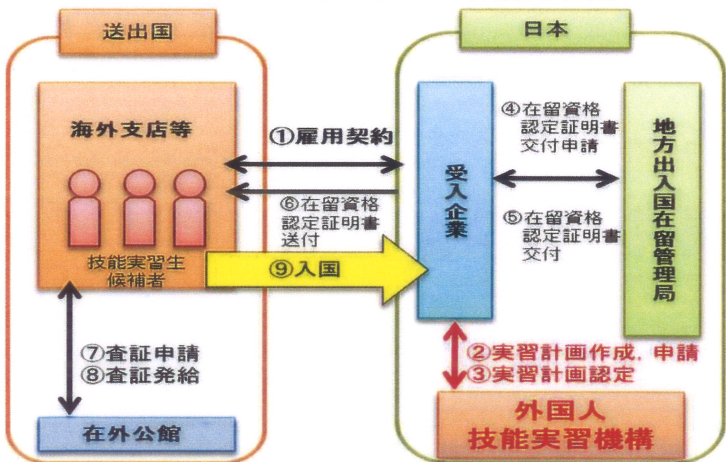 送出国
日本
海外支店等
技能実習生
候補者
①雇用契約
⑥在留資格
認定証明書
送付
⑨入国
受入企業
④在留資格
認定証明書
交付申請
⑤在留資格
認定証明書
交付
地方出入国在留管理局
⑦査証申請
⑧査証発給
在外公館
②実習計画作成，申請
③実習計画認定
外国人
技能実習機構